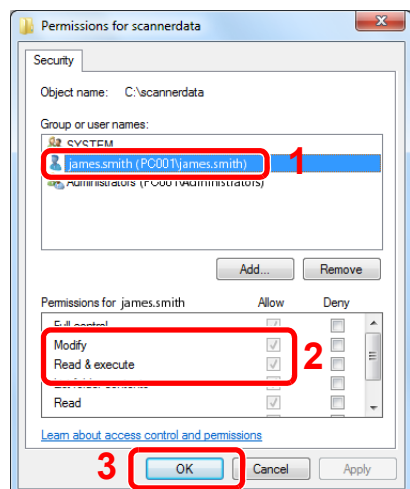 Permissions for scannerdata
x
Security
Object name: C:\scannerdata
Group or user names:
SYSTEM
james.smith (PC001\james.smith)
1
Administrators (PC001\Administrators)
Add... Remove
Permissions for james.smith Allow Deny
Full control
Modify
2
Read & execute
Read
Learn about access control and permissions
3
OK Cancel Apply